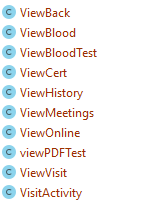 C ViewBack
C ViewBlood
C ViewBloodTest
C ViewCert
C ViewHistory
C ViewMeetings
C ViewOnline
C viewPDFTest
C ViewVisit
C VisitActivity